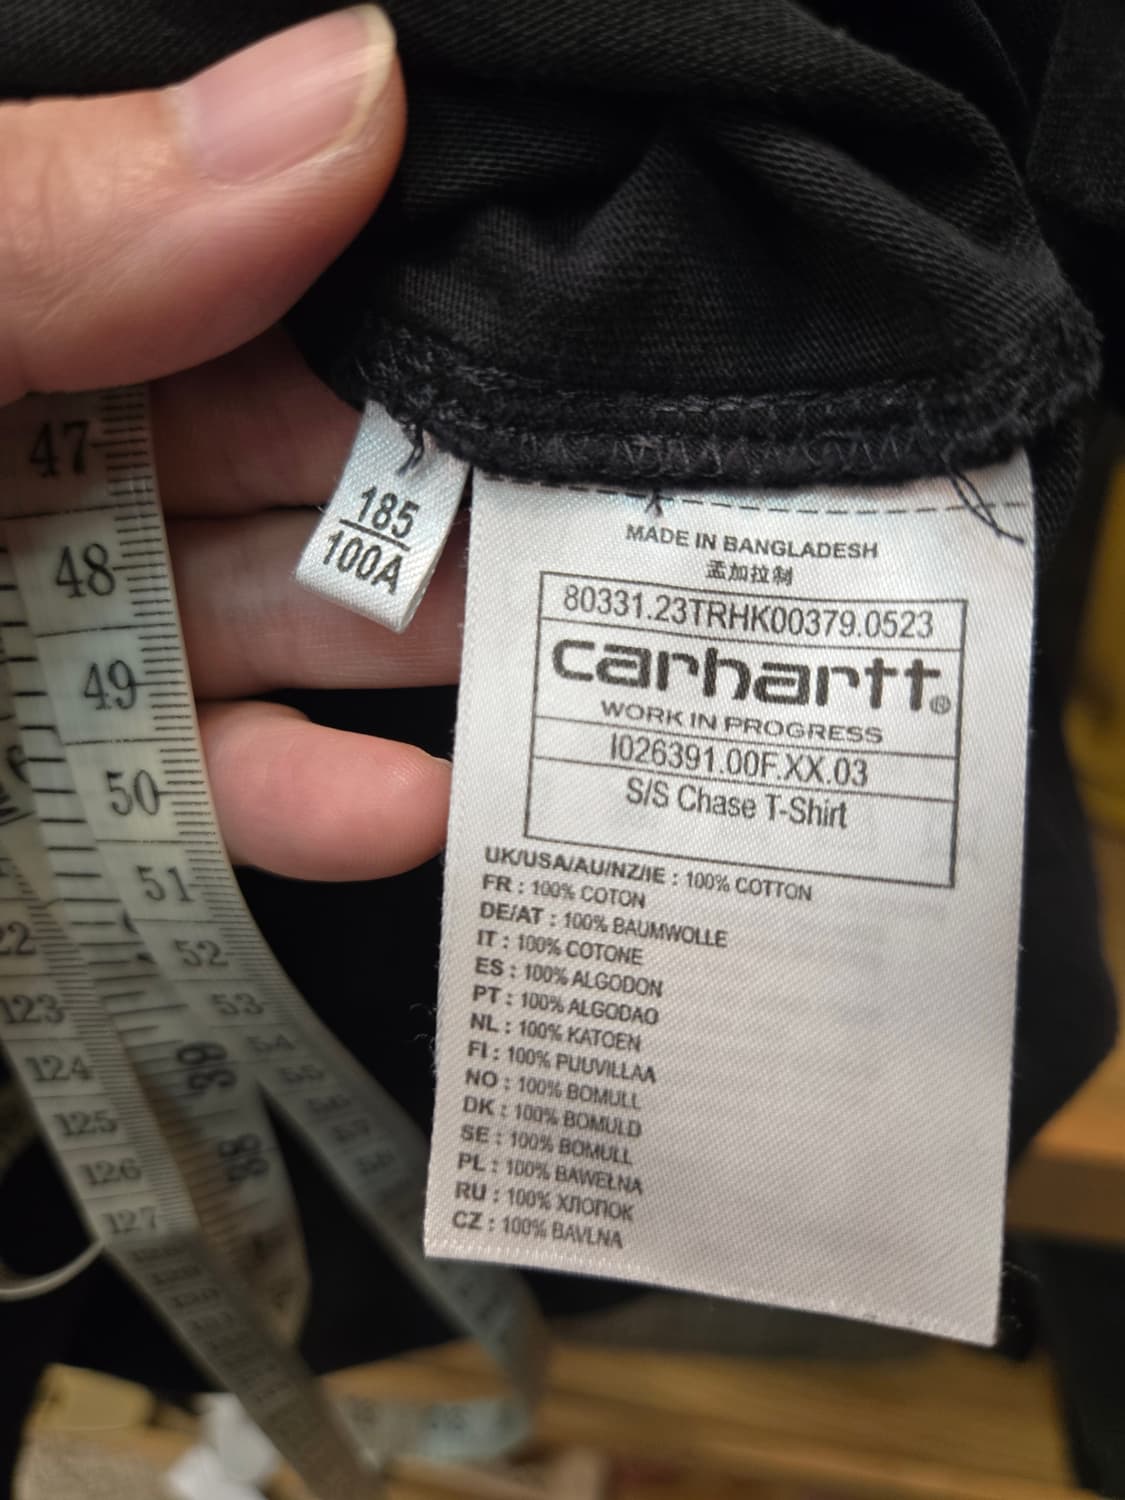 185
100A
MADE IN BANGLADESH
孟加拉制
80331.23TRHK00379.0523
carhartt®
WORK IN PROGRESS
I026391.00F.XX.03
S/S Chase T-Shirt
UK/USA/AU/NZ/IE : 100% COTTON
FR : 100% COTON
DE/AT : 100% BAUMWOLLE
IT : 100% COTONE
ES : 100% ALGODON
PT : 100% ALGODAO
NL : 100% KATOEN
FI : 100% PUUVILLAA
NO : 100% BOMULL
DK : 100% BOMULD
SE : 100% BOMULL
PL : 100% BAWEŁNA
RU : 100% ХЛОПОК
CZ : 100% BAVLNA
47
48
49
50
51
52
53
54
123
124
125
126
127
39
38